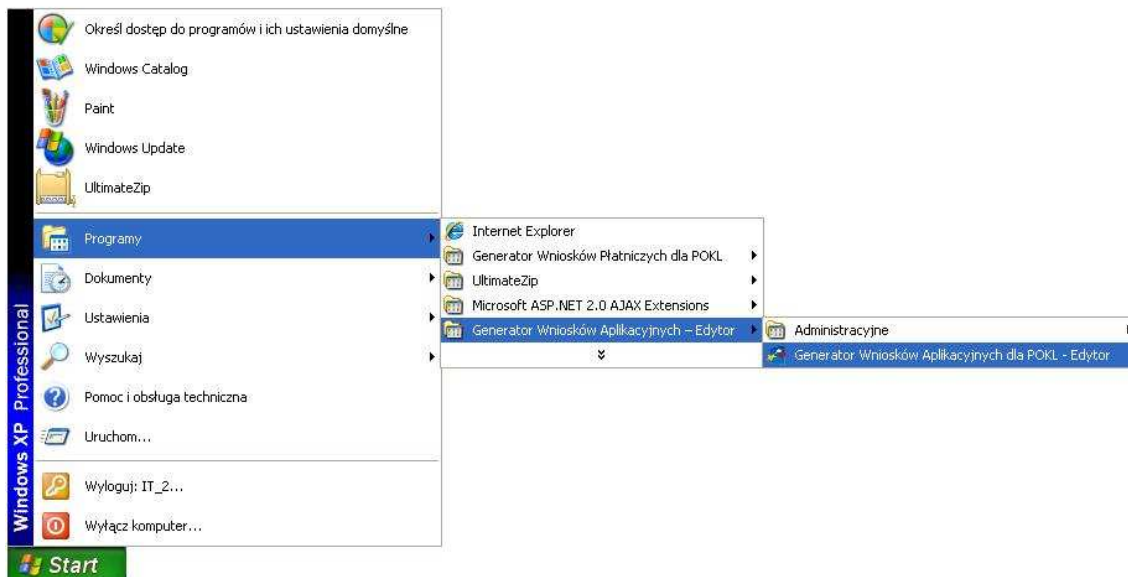 Określ dostęp do programów i ich ustawienia domyślne
Windows Catalog
Paint
Windows Update
UltimateZip
Programy
Dokumenty
Ustawienia
Wyszukaj
Pomoc i obsługa techniczna
Uruchom...
Wyloguj: IT_2...
Wyłącz komputer...
Windows XP Professional
Start
Internet Explorer
Generator Wniosków Płatniczych dla POKL
UltimateZip
Microsoft ASP.NET 2.0 AJAX Extensions
Generator Wniosków Aplikacyjnych – Edytor
Administracyjne
Generator Wniosków Aplikacyjnych dla POKL - Edytor